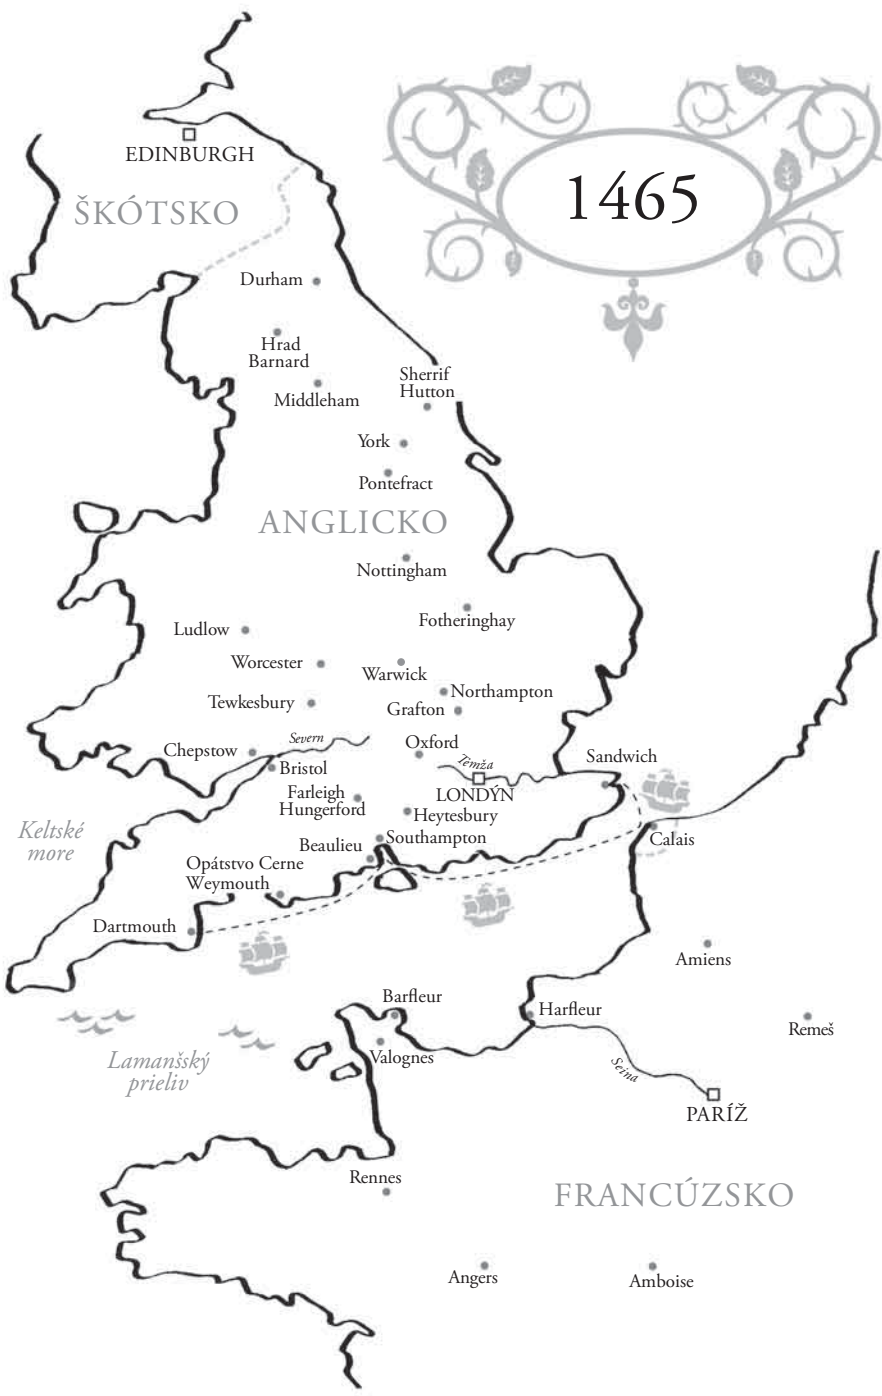 1465
EDINBURGH
ŠKÓTSKO
Durham
Hrad
Barnard
Sherrif
Hutton
Middleham
York
Pontefract
ANGLICKO
Nottingham
Fotheringhay
Ludlow
Worcester
Warwick
Northampton
Tewkesbury
Grafton
Severn
Oxford
Chepstow
Sandwich
Temža
Bristol
Farleigh
Hungerford
LONDÝN
Heytesbury
Keltské
more
Southampton
Calais
Beaulieu
Opátstvo Cerne
Weymouth
Dartmouth
Amiens
Barfleur
Harfleur
Remeš
Lamanšský
prieliv
Valognes
Seina
PARÍŽ
Rennes
FRANCÚZSKO
Angers
Amboise